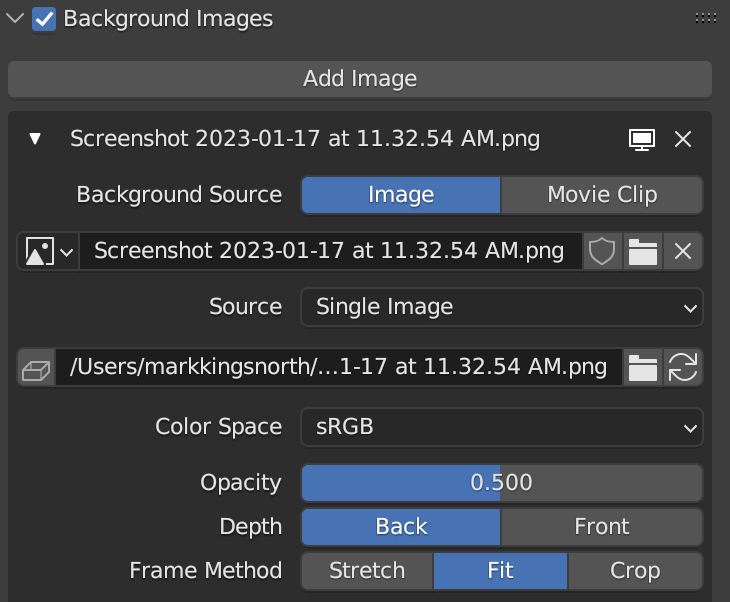 Background Images
Add Image
Screenshot 2023-01-17 at 11.32.54 AM.png
Background Source Image Movie Clip
Screenshot 2023-01-17 at 11.32.54 AM.png
Source Single Image
/Users/markkingsnorth/...1-17 at 11.32.54 AM.png
Color Space sRGB
Opacity 0.500
Depth Back Front
Frame Method Stretch Fit Crop